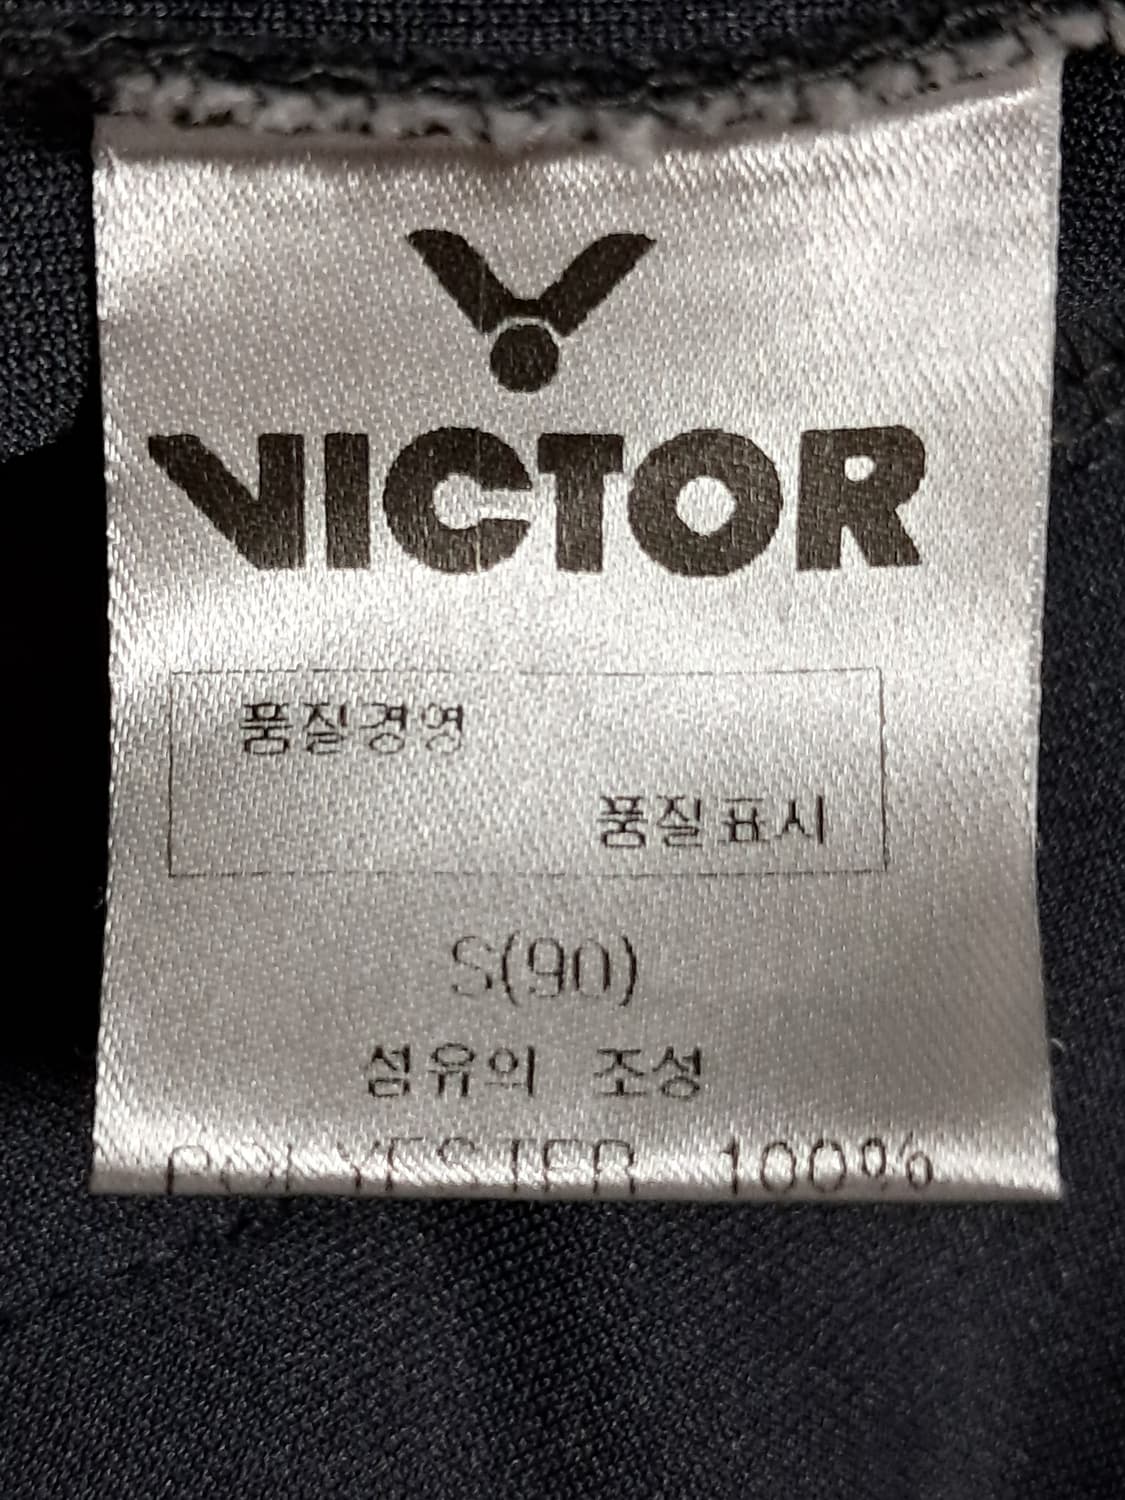 VICTOR
품질경영
품질표시
S(90)
섬유의 조성
POLYESTER 100%